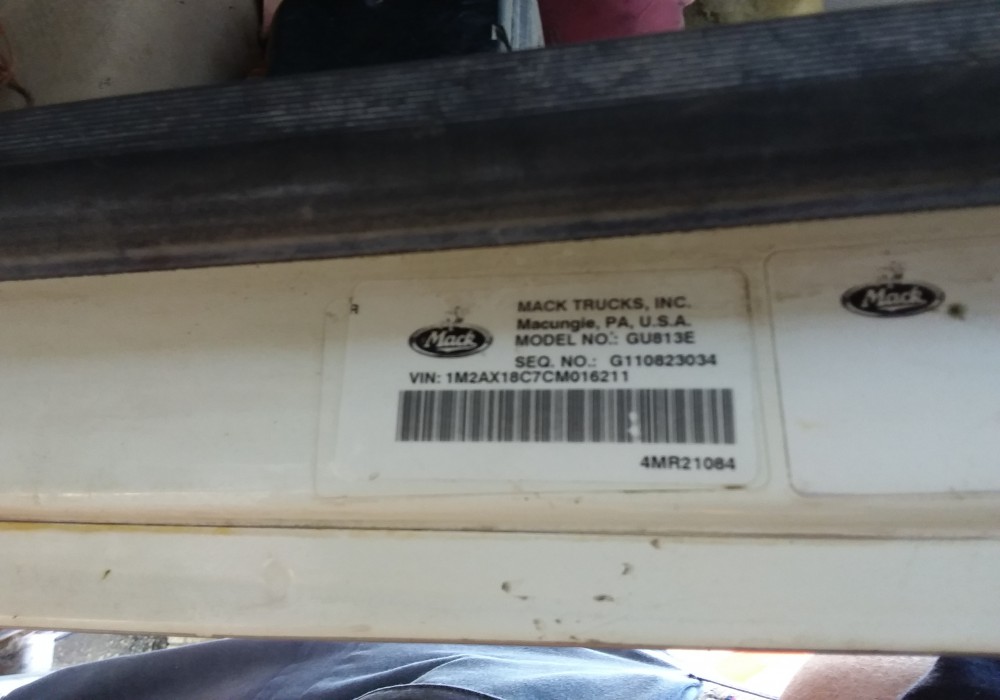 R
Mack
MACK TRUCKS, INC.
Macungie, PA, U.S.A.
MODEL NO.: GU813E
SEQ. NO.: G110823034
VIN: 1M2AX18C7CM016211
4MR21084
Mack